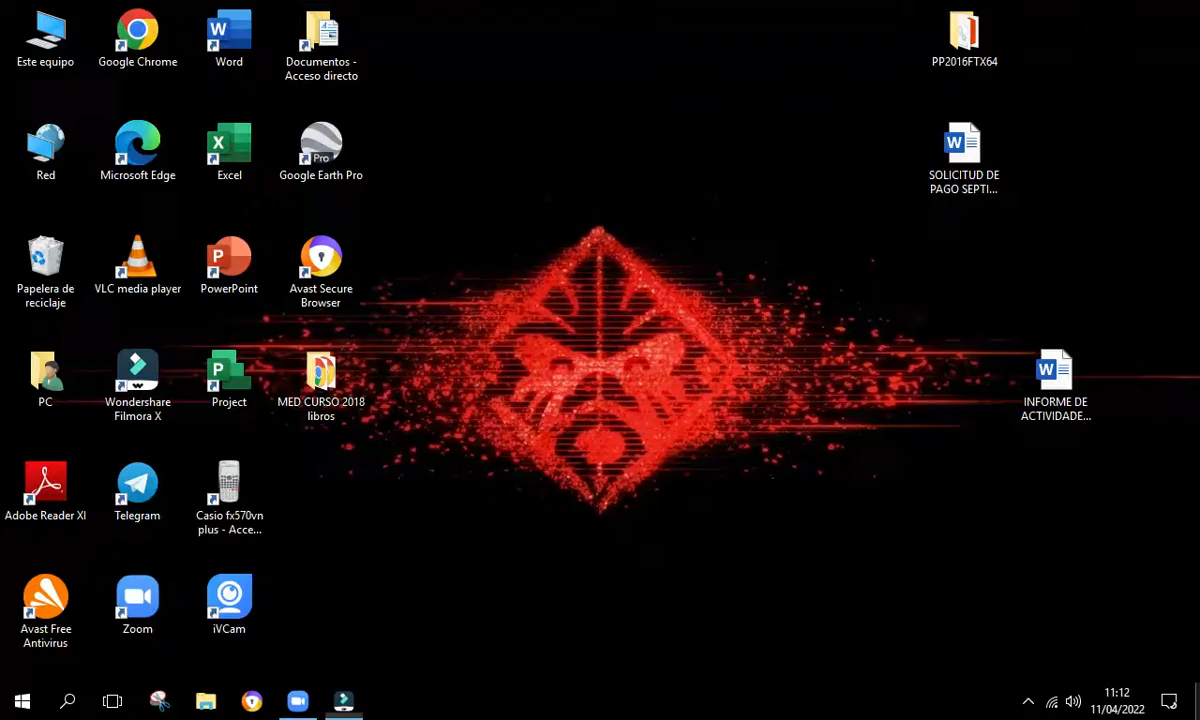 Este equipo
Google Chrome
Word
Documentos -
Acceso directo
PP2016FTX64
Red
Microsoft Edge
Excel
Pro
Google Earth Pro
SOLICITUD DE
PAGO SEPTI...
Papelera de
reciclaje
VLC media player
PowerPoint
Avast Secure
Browser
PC
Wondershare
Filmora X
Project
MED CURSO 2018
libros
INFORME DE
ACTIVIDADE...
Adobe Reader XI
Telegram
Casio fx570vn
plus - Acce...
Avast Free
Antivirus
Zoom
iVCam
11:12
11/04/2022